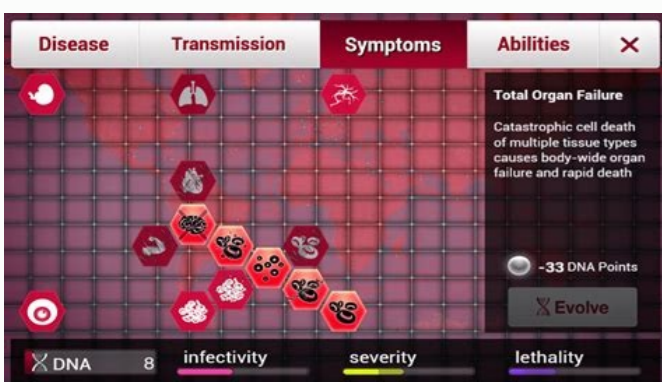 Disease Transmission Symptoms Abilities X
Total Organ Failure
Catastrophic cell death
of multiple tissue types
causes body-wide organ
failure and rapid death
-33 DNA Points
Evolve
DNA 8 infectivity severity lethality